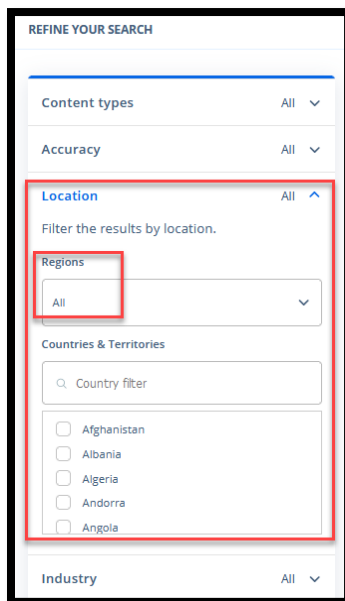 REFINE YOUR SEARCH
Content types All
Accuracy All
Location All
Filter the results by location.
Regions
All
Countries & Territories
Country filter
Afghanistan
Albania
Algeria
Andorra
Angola
Industry All